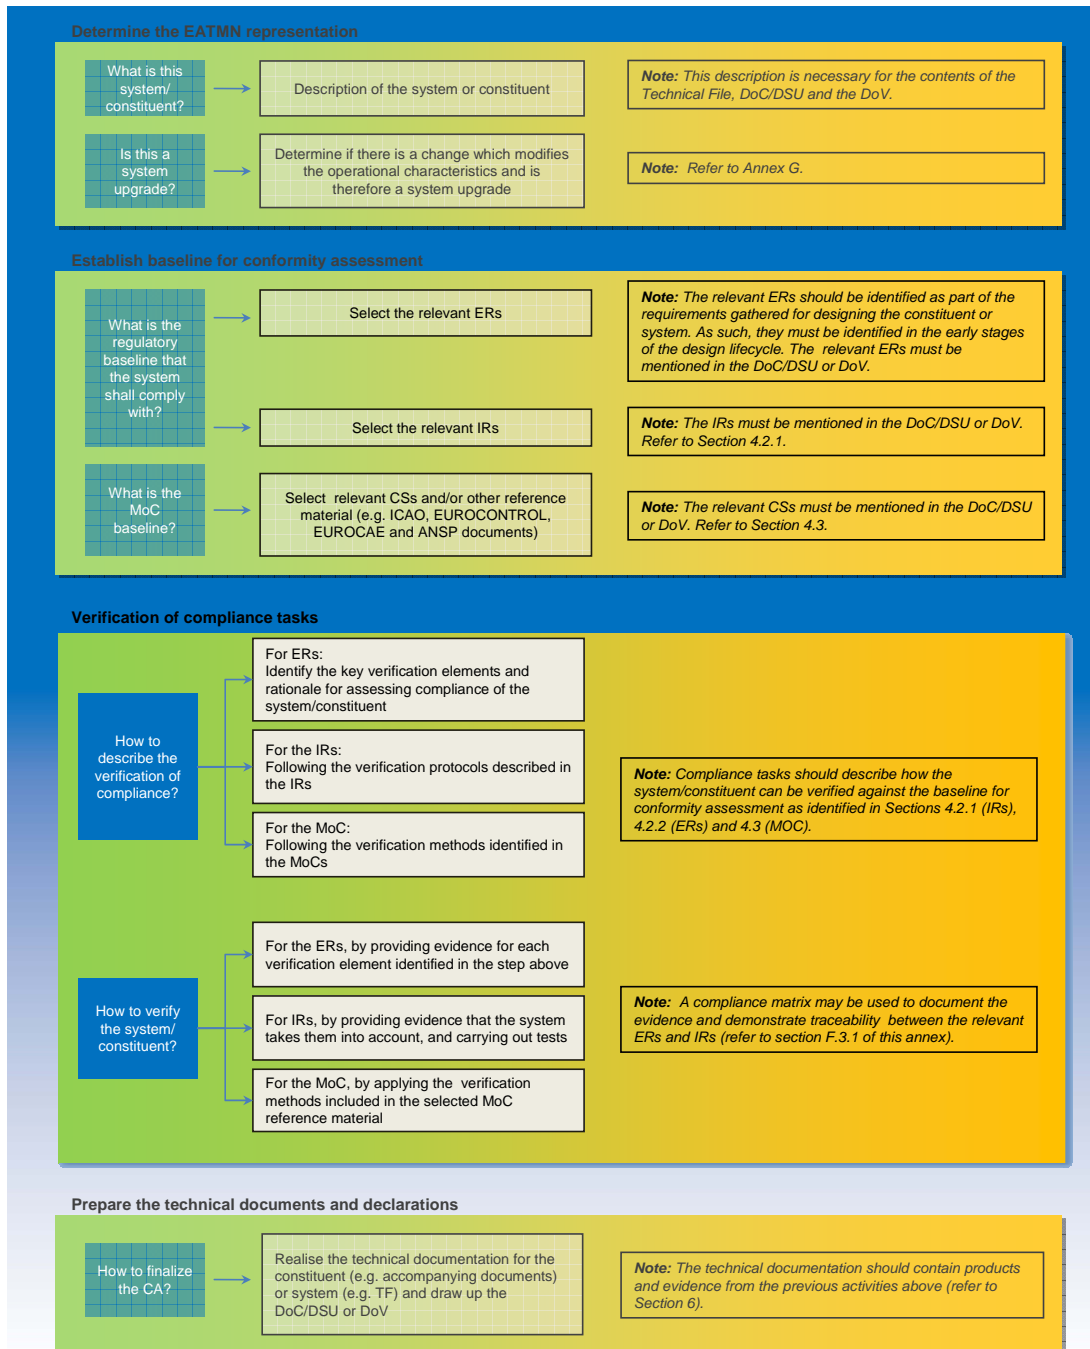 Determine the EATMN representation
What is this
system/
constituent?
Description of the system or constituent
Note: This description is necessary for the contents of the
Technical File, DoC/DSU and the DoV.
Is this a
system
upgrade?
Determine if there is a change which modifies
the operational characteristics and is
therefore a system upgrade
Note: Refer to Annex G.
Establish baseline for conformity assessment
What is the
regulatory
baseline that
the system
shall comply
with?
Select the relevant ERs
Note: The relevant ERs should be identified as part of the
requirements gathered for designing the constituent or
system. As such, they must be identified in the early stages
of the design lifecycle. The relevant ERs must be
mentioned in the DoC/DSU or DoV.
Select the relevant IRs
Note: The IRs must be mentioned in the DoC/DSU or DoV.
Refer to Section 4.2.1.
What is the
MoC
baseline?
Select relevant CSs and/or other reference
material (e.g. ICAO, EUROCONTROL,
EUROCAE and ANSP documents)
Note: The relevant CSs must be mentioned in the DoC/DSU
or DoV. Refer to Section 4.3.
Verification of compliance tasks
How to
describe the
verification of
compliance?
For ERs:
Identify the key verification elements and
rationale for assessing compliance of the
system/constituent
For the IRs:
Following the verification protocols described in
the IRs
For the MoC:
Following the verification methods identified in
the MoCs
Note: Compliance tasks should describe how the
system/constituent can be verified against the baseline for
conformity assessment as identified in Sections 4.2.1 (IRs),
4.2.2 (ERs) and 4.3 (MOC).
How to verify
the system/
constituent?
For the ERs, by providing evidence for each
verification element identified in the step above
For IRs, by providing evidence that the system
takes them into account, and carrying out tests
For the MoC, by applying the verification
methods included in the selected MoC
reference material
Note: A compliance matrix may be used to document the
evidence and demonstrate traceability between the relevant
ERs and IRs (refer to section F.3.1 of this annex).
Prepare the technical documents and declarations
How to finalize
the CA?
Realise the technical documentation for the
constituent (e.g. accompanying documents)
or system (e.g. TF) and draw up the
DoC/DSU or DoV
Note: The technical documentation should contain products
and evidence from the previous activities above (refer to
Section 6).